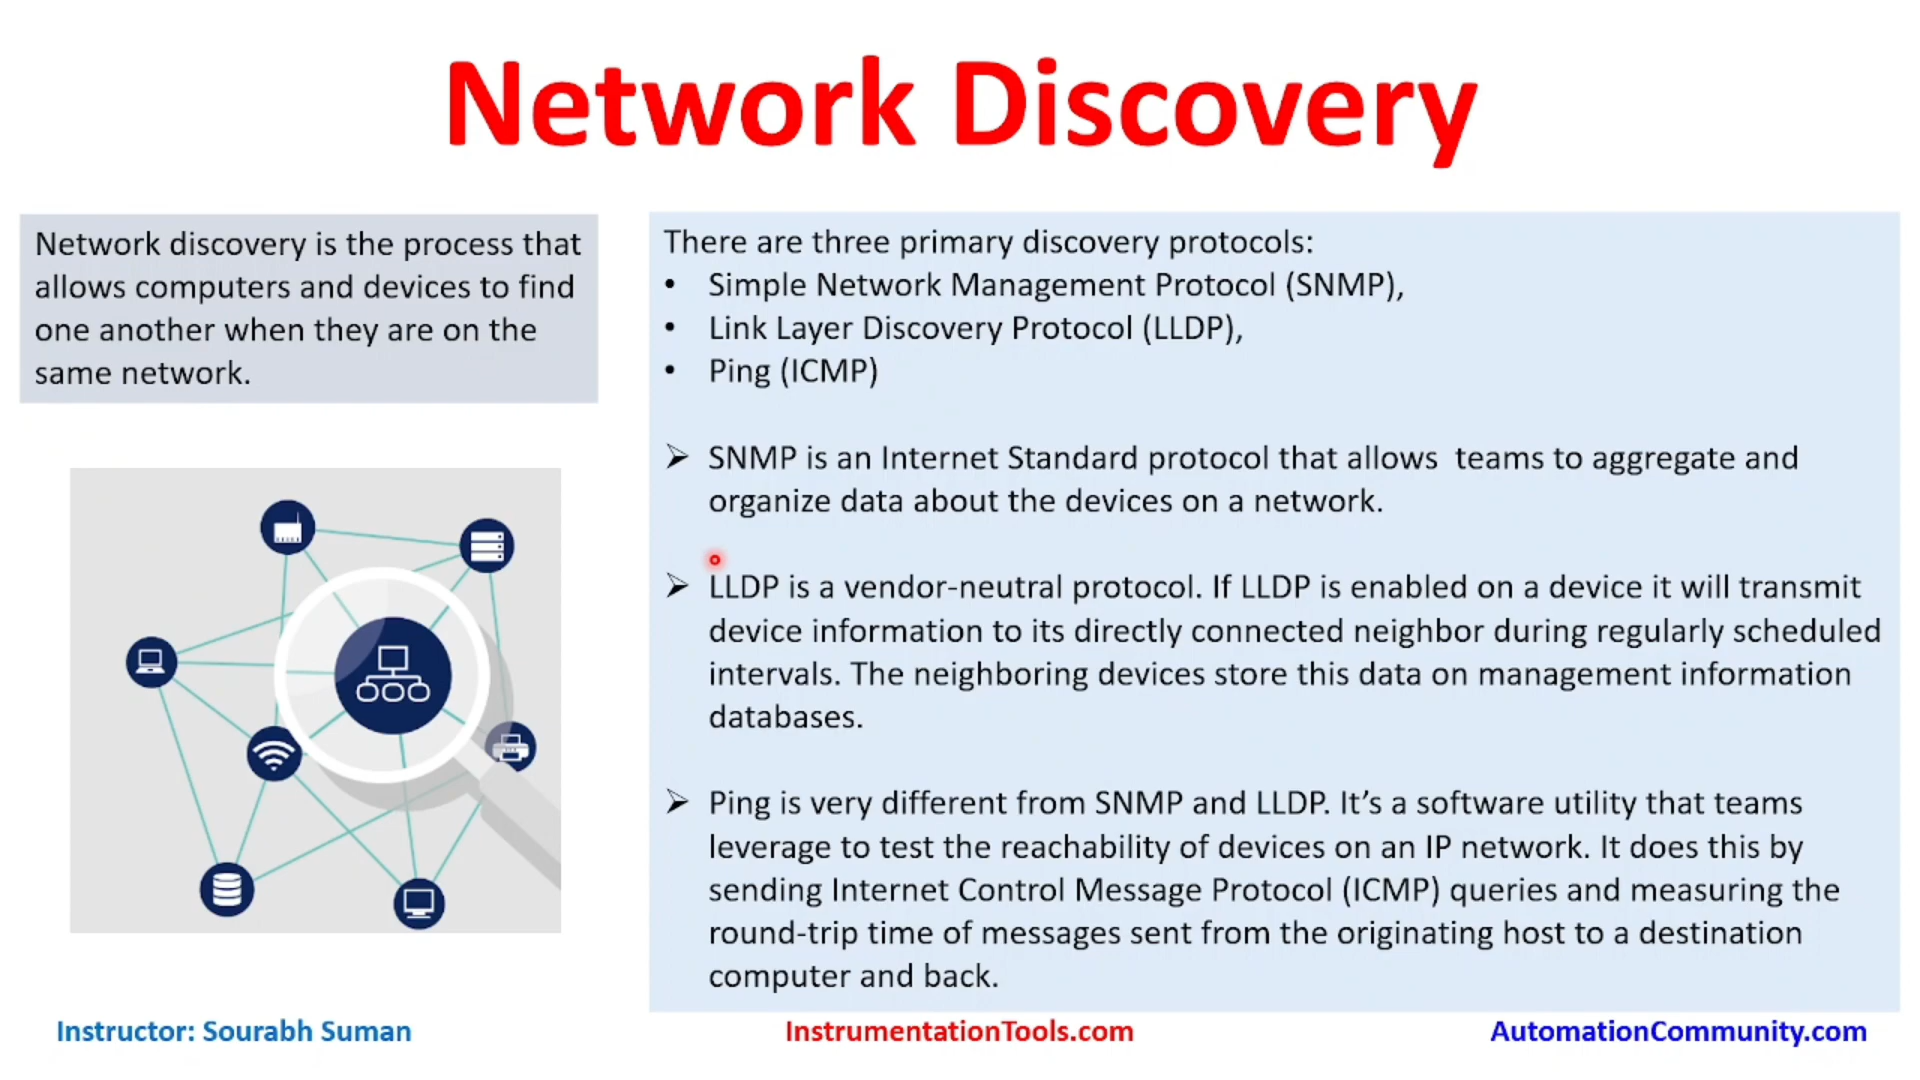 Network Discovery
Network discovery is the process that
allows computers and devices to find
one another when they are on the
same network.
There are three primary discovery protocols:
• Simple Network Management Protocol (SNMP),
• Link Layer Discovery Protocol (LLDP),
• Ping (ICMP)
➢ SNMP is an Internet Standard protocol that allows  teams to aggregate and
organize data about the devices on a network.
➢ LLDP is a vendor-neutral protocol. If LLDP is enabled on a device it will transmit
device information to its directly connected neighbor during regularly scheduled
intervals. The neighboring devices store this data on management information
databases.
➢ Ping is very different from SNMP and LLDP. It’s a software utility that teams
leverage to test the reachability of devices on an IP network. It does this by
sending Internet Control Message Protocol (ICMP) queries and measuring the
round-trip time of messages sent from the originating host to a destination
computer and back.
Instructor: Sourabh Suman
InstrumentationTools.com
AutomationCommunity.com